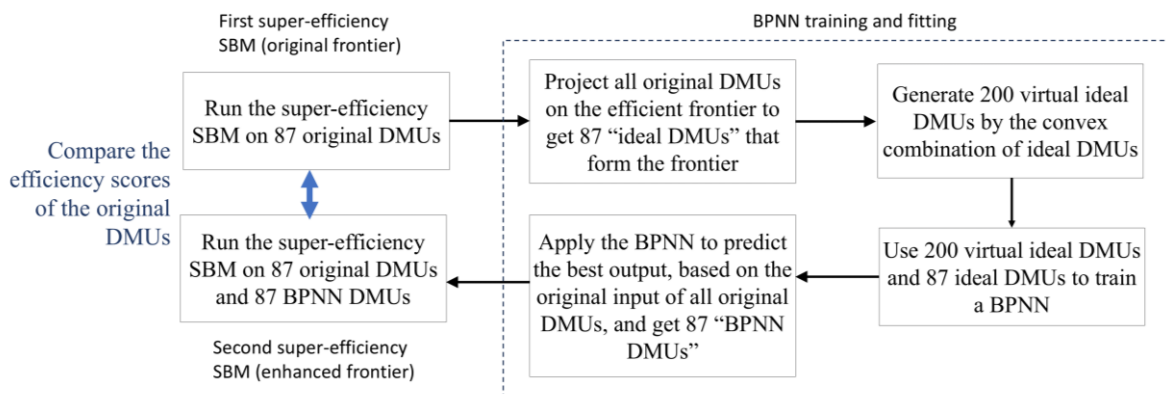 First super-efficiency
SBM (original frontier)
BPNN training and fitting
Run the super-efficiency
SBM on 87 original DMUs
Project all original DMUs
on the efficient frontier to
get 87 “ideal DMUs” that
form the frontier
Generate 200 virtual ideal
DMUs by the convex
combination of ideal DMUs
Compare the
efficiency scores
of the original
DMUs
Run the super-efficiency
SBM on 87 original DMUs
and 87 BPNN DMUs
Apply the BPNN to predict
the best output, based on the
original input of all original
DMUs, and get 87 “BPNN
DMUs”
Use 200 virtual ideal DMUs
and 87 ideal DMUs to train
a BPNN
Second super-efficiency
SBM (enhanced frontier)